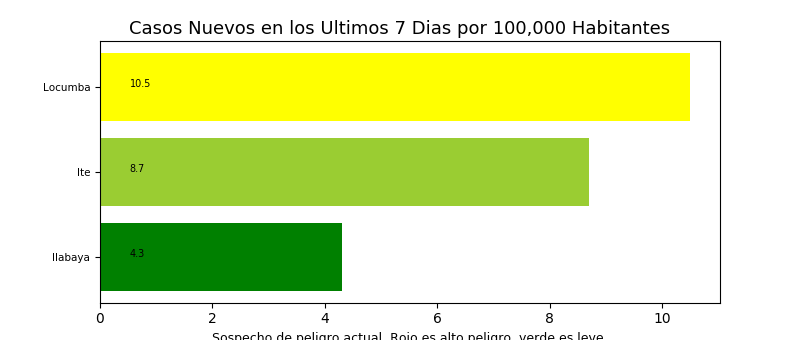 Casos Nuevos en los Ultimos 7 Dias por 100,000 Habitantes
Locumba
10.5
Ite
8.7
Ilabaya
4.3
0 2 4 6 8 10
Sospecho de peligro actual. Rojo es alto peligro, verde es leve